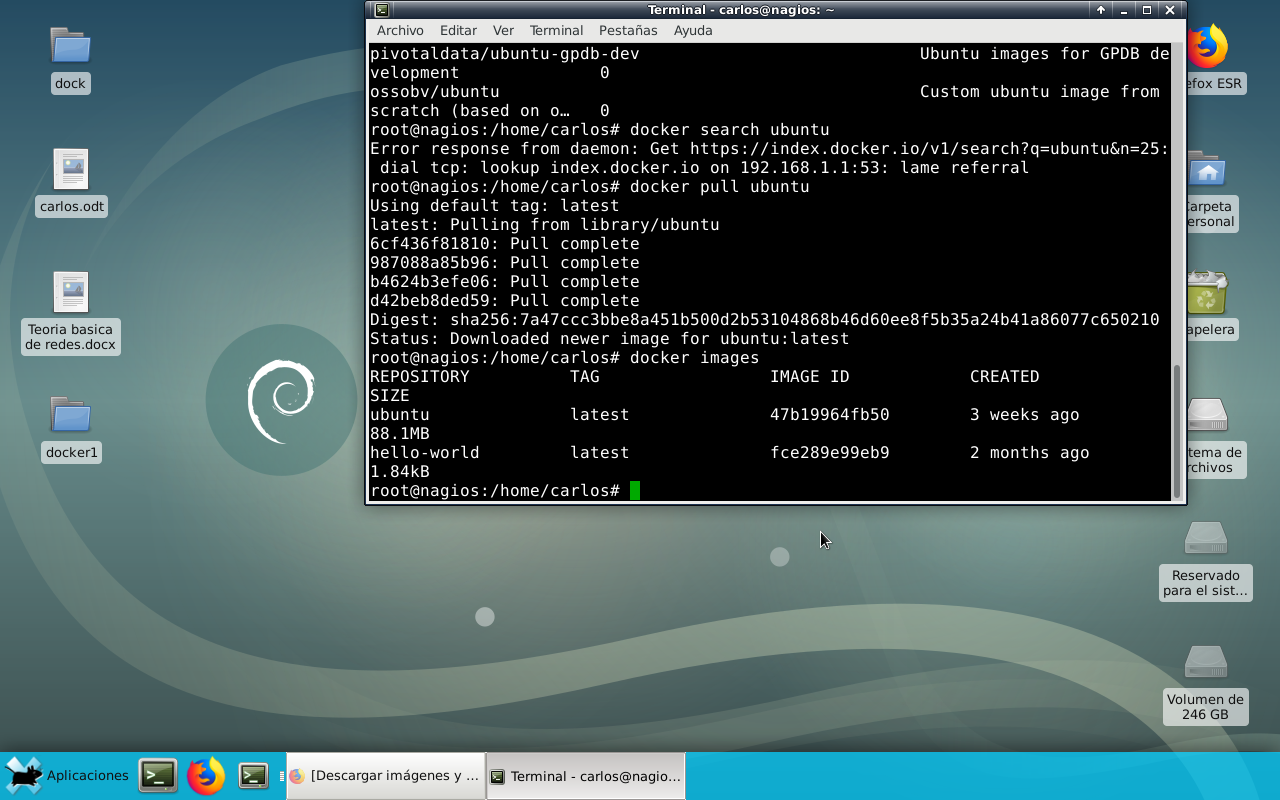 Terminal - carlos@nagios: ~
Archivo Editar Ver Terminal Pestañas Ayuda
pivotaldata/ubuntu-gpdb-dev Ubuntu images for GPDB de
velopment 0
ossobv/ubuntu Custom ubuntu image from
scratch (based on o… 0
root@nagios:/home/carlos# docker search ubuntu
Error response from daemon: Get https://index.docker.io/v1/search?q=ubuntu&n=25:
dial tcp: lookup index.docker.io on 192.168.1.1:53: lame referral
root@nagios:/home/carlos# docker pull ubuntu
Using default tag: latest
latest: Pulling from library/ubuntu
6cf436f81810: Pull complete
987088a85b96: Pull complete
b4624b3efe06: Pull complete
d42beb8ded59: Pull complete
Digest: sha256:7a47ccc3bbe8a451b500d2b53104868b46d60ee8f5b35a24b41a86077c650210
Status: Downloaded newer image for ubuntu:latest
root@nagios:/home/carlos# docker images
REPOSITORY TAG IMAGE ID CREATED
SIZE
ubuntu latest 47b19964fb50 3 weeks ago
88.1MB
hello-world latest fce289e99eb9 2 months ago
1.84kB
root@nagios:/home/carlos#
dock
carlos.odt
Teoria basica
de redes.docx
docker1
efox ESR
Carpeta
ersonal
apelera
tema de
rchivos
Reservado
para el sist…
Volumen de
246 GB
Aplicaciones
[Descargar imágenes y …
Terminal - carlos@nagio…